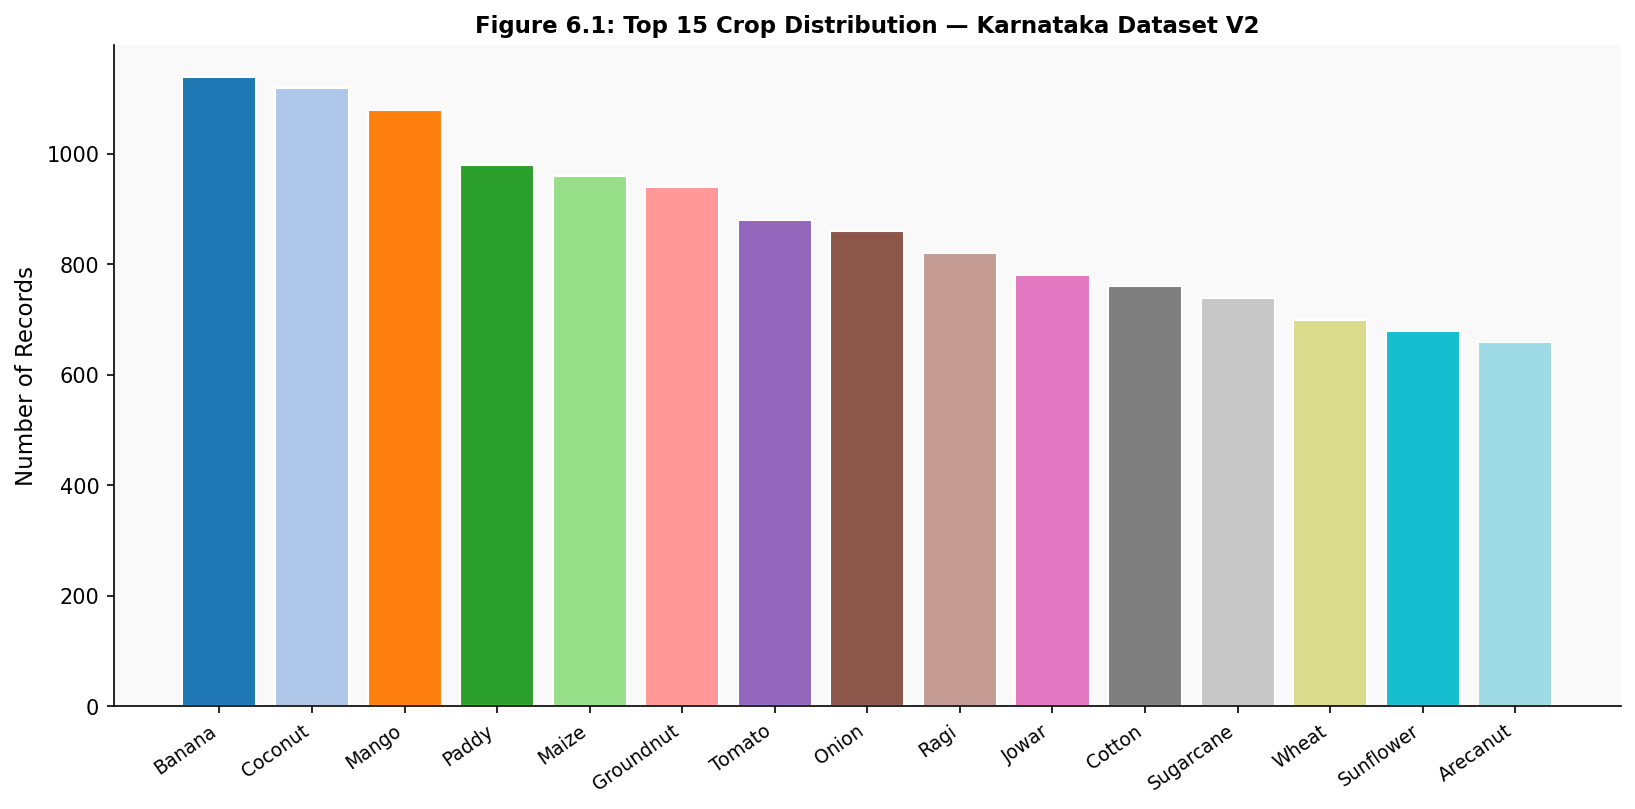 Figure 6.1: Top 15 Crop Distribution — Karnataka Dataset V2
Number of Records
1000
800
600
400
200
0
Banana
Coconut
Mango
Paddy
Maize
Groundnut
Tomato
Onion
Ragi
Jowar
Cotton
Sugarcane
Wheat
Sunflower
Arecanut